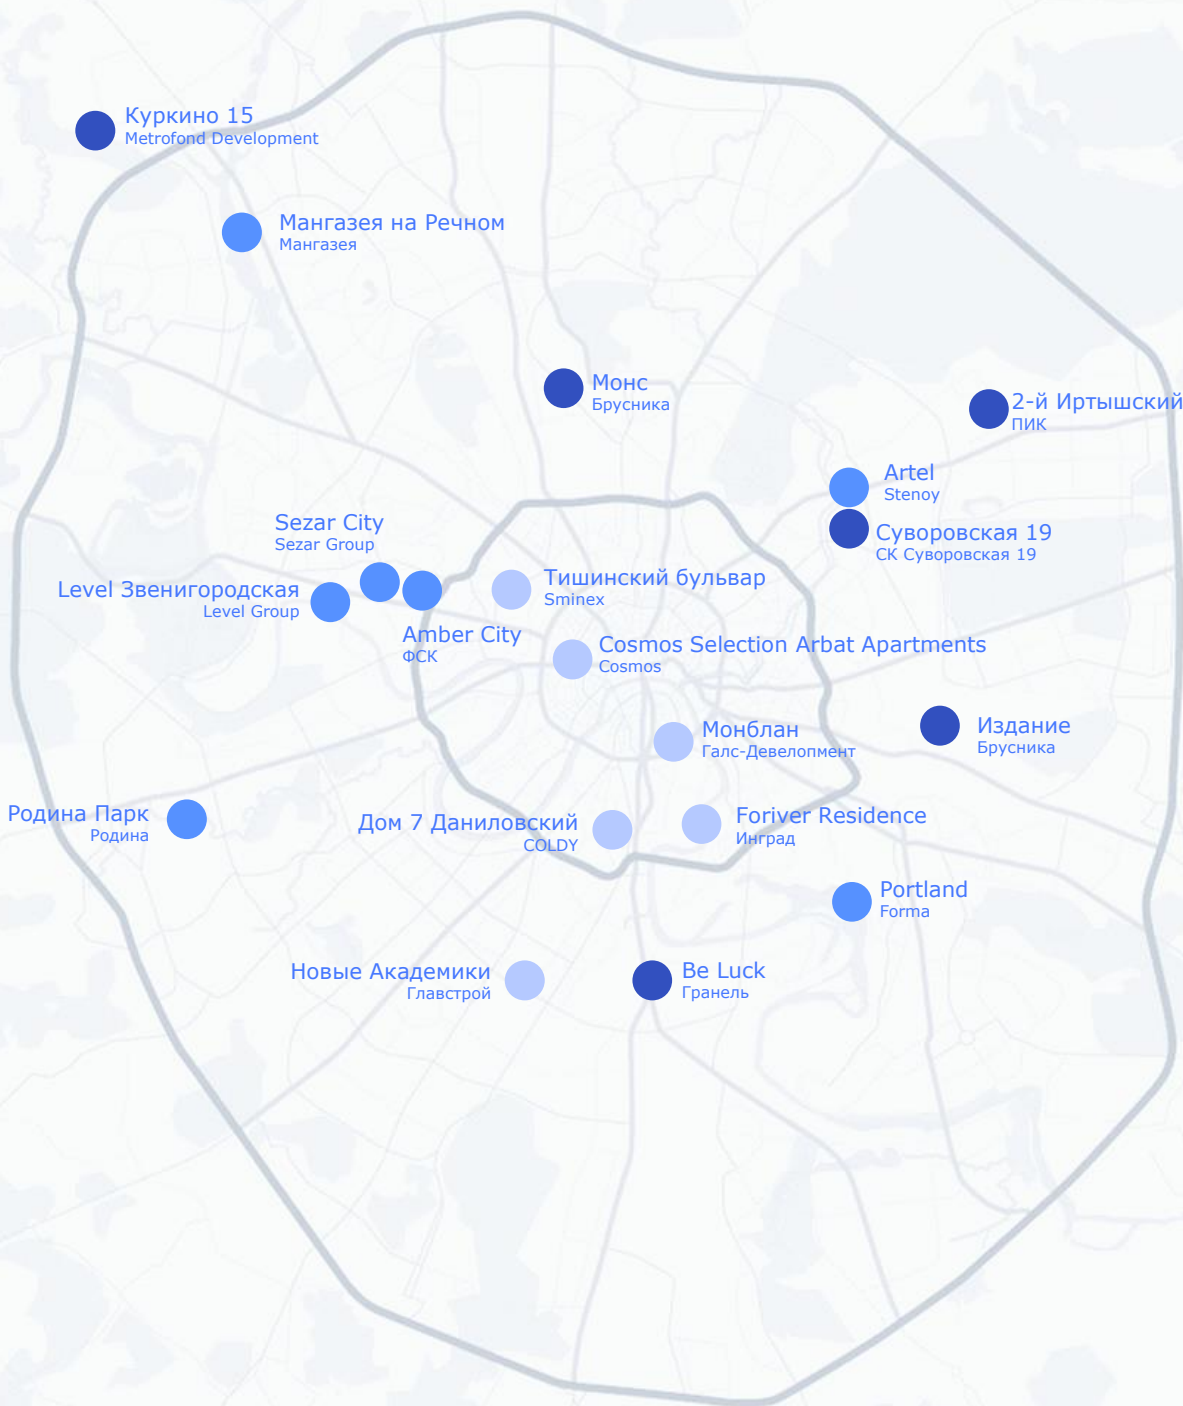 Куркино 15
Metrofond Development
Мангазея на Речном
Мангазея
Монс
Брусника
2-й Иртышский
ПИК
Artel
Stenoy
Суворовская 19
СК Суворовская 19
Sezar City
Sezar Group
Level Звенигородская
Level Group
Тишинский бульвар
Sminex
Amber City
ФСК
Cosmos Selection Arbat Apartments
Cosmos
Монблан
Галс-Девелопмент
Издание
Брусника
Родина Парк
Родина
Дом 7 Даниловский
COLDY
Foriver Residence
Инград
Portland
Forma
Новые Академики
Главстрой
Be Luck
Гранель